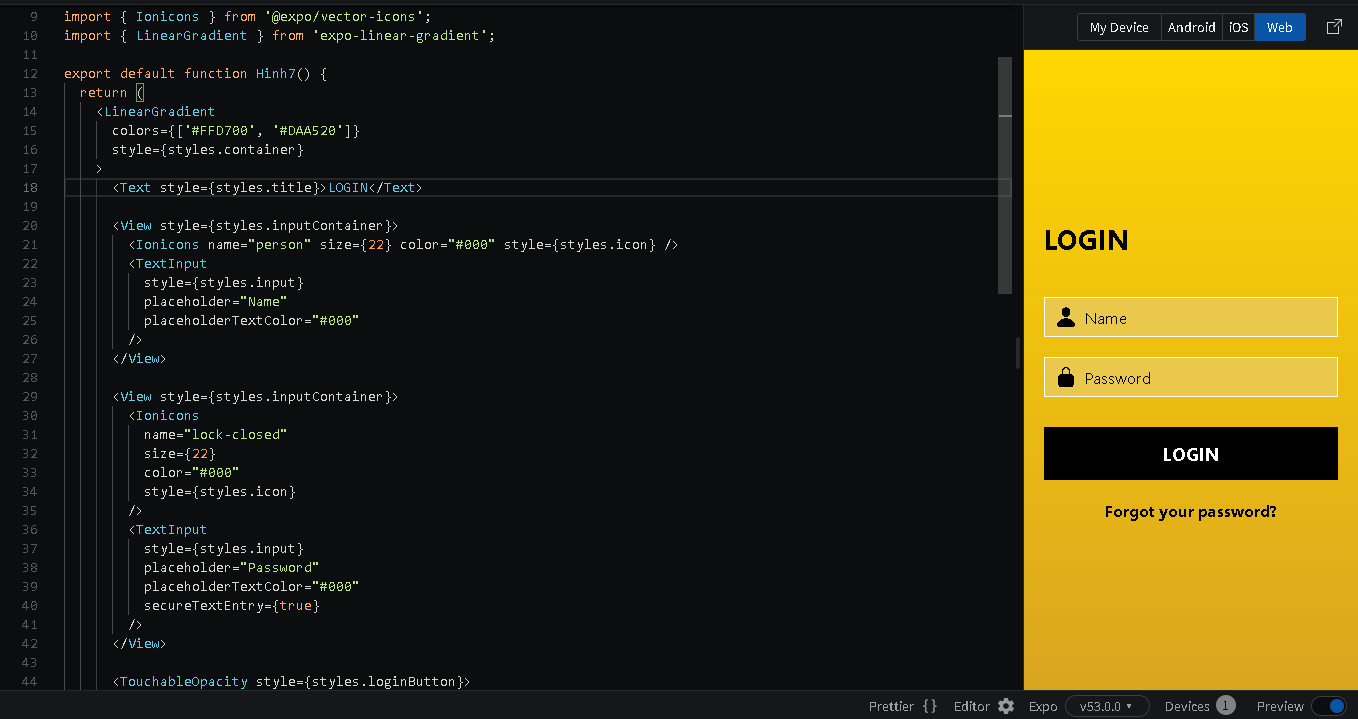 9 import { Ionicons } from '@expo/vector-icons';
10 import { LinearGradient } from 'expo-linear-gradient';
11
12 export default function Hinh7() {
13 return (
14 <LinearGradient
15 colors={['#FFD700', '#DAA520']}
16 style={styles.container}
17 >
18 <Text style={styles.title}>LOGIN</Text>
19
20 <View style={styles.inputContainer}>
21 <Ionicons name="person" size={22} color="#000" style={styles.icon} />
22 <TextInput
23 style={styles.input}
24 placeholder="Name"
25 placeholderTextColor="#000"
26 />
27 </View>
28
29 <View style={styles.inputContainer}>
30 <Ionicons
31 name="lock-closed"
32 size={22}
33 color="#000"
34 style={styles.icon}
35 />
36 <TextInput
37 style={styles.input}
38 placeholder="Password"
39 placeholderTextColor="#000"
40 secureTextEntry={true}
41 />
42 </View>
43
44 <TouchableOpacity style={styles.loginButton}>
My Device Android iOS Web
LOGIN
Name
Password
LOGIN
Forgot your password?
Prettier {} Editor Expo v53.0.0 Devices 1 Preview